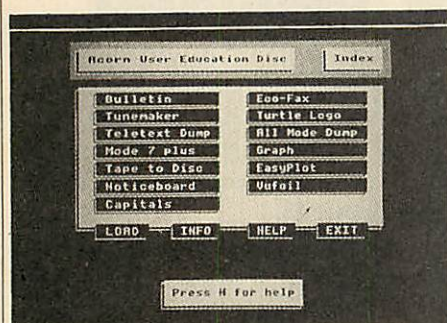 Acorn User Education Disc
Index
Bulletin
Tunemaker
Teletext Dump
Mode 7 plus
Tape to Disc
Noticeboard
Capitals
Eco-Fax
Turtle Logo
All Mode Dump
Graph
EasyPlot
Vufoil
LOAD INFO HELP EXIT
Press H for help